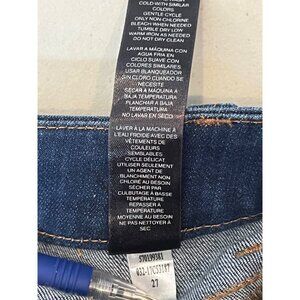 COLD WITH SIMILAR
COLORS
GENTLE CYCLE
ONLY NON-CHLORINE
BLEACH WHEN NEEDED
TUMBLE DRY LOW
WARM IRON AS NEEDED
DO NOT DRY CLEAN
LAVAR A MAQUINA CON
AGUA FRIA EN
CICLO SUAVE CON
COLORES SIMILARES
USAR BLANQUEADOR
SIN CLORO CUANDO SE
NECESITE
SECAR A MÁQUINA A
BAJA TEMPERATURA
PLANCHAR A BAJA
TEMPERATURA
NO LAVAR EN SECO
LAVER À LA MACHINE À
L'EAU FROIDE AVEC DES
VÊTEMENTS DE
COULEURS
SEMBLABLES
CYCLE DÉLICAT
UTILISER SEULEMENT
UN AGENT DE
BLANCHIMENT NON
CHLORÉ AU BESOIN
SÉCHER PAR
CULBUTAGE À BASSE
TEMPÉRATURE
REPASSER À
TEMPÉRATURE
MOYENNE AU BESOIN
NE PAS NETTOYER À
SEC
27